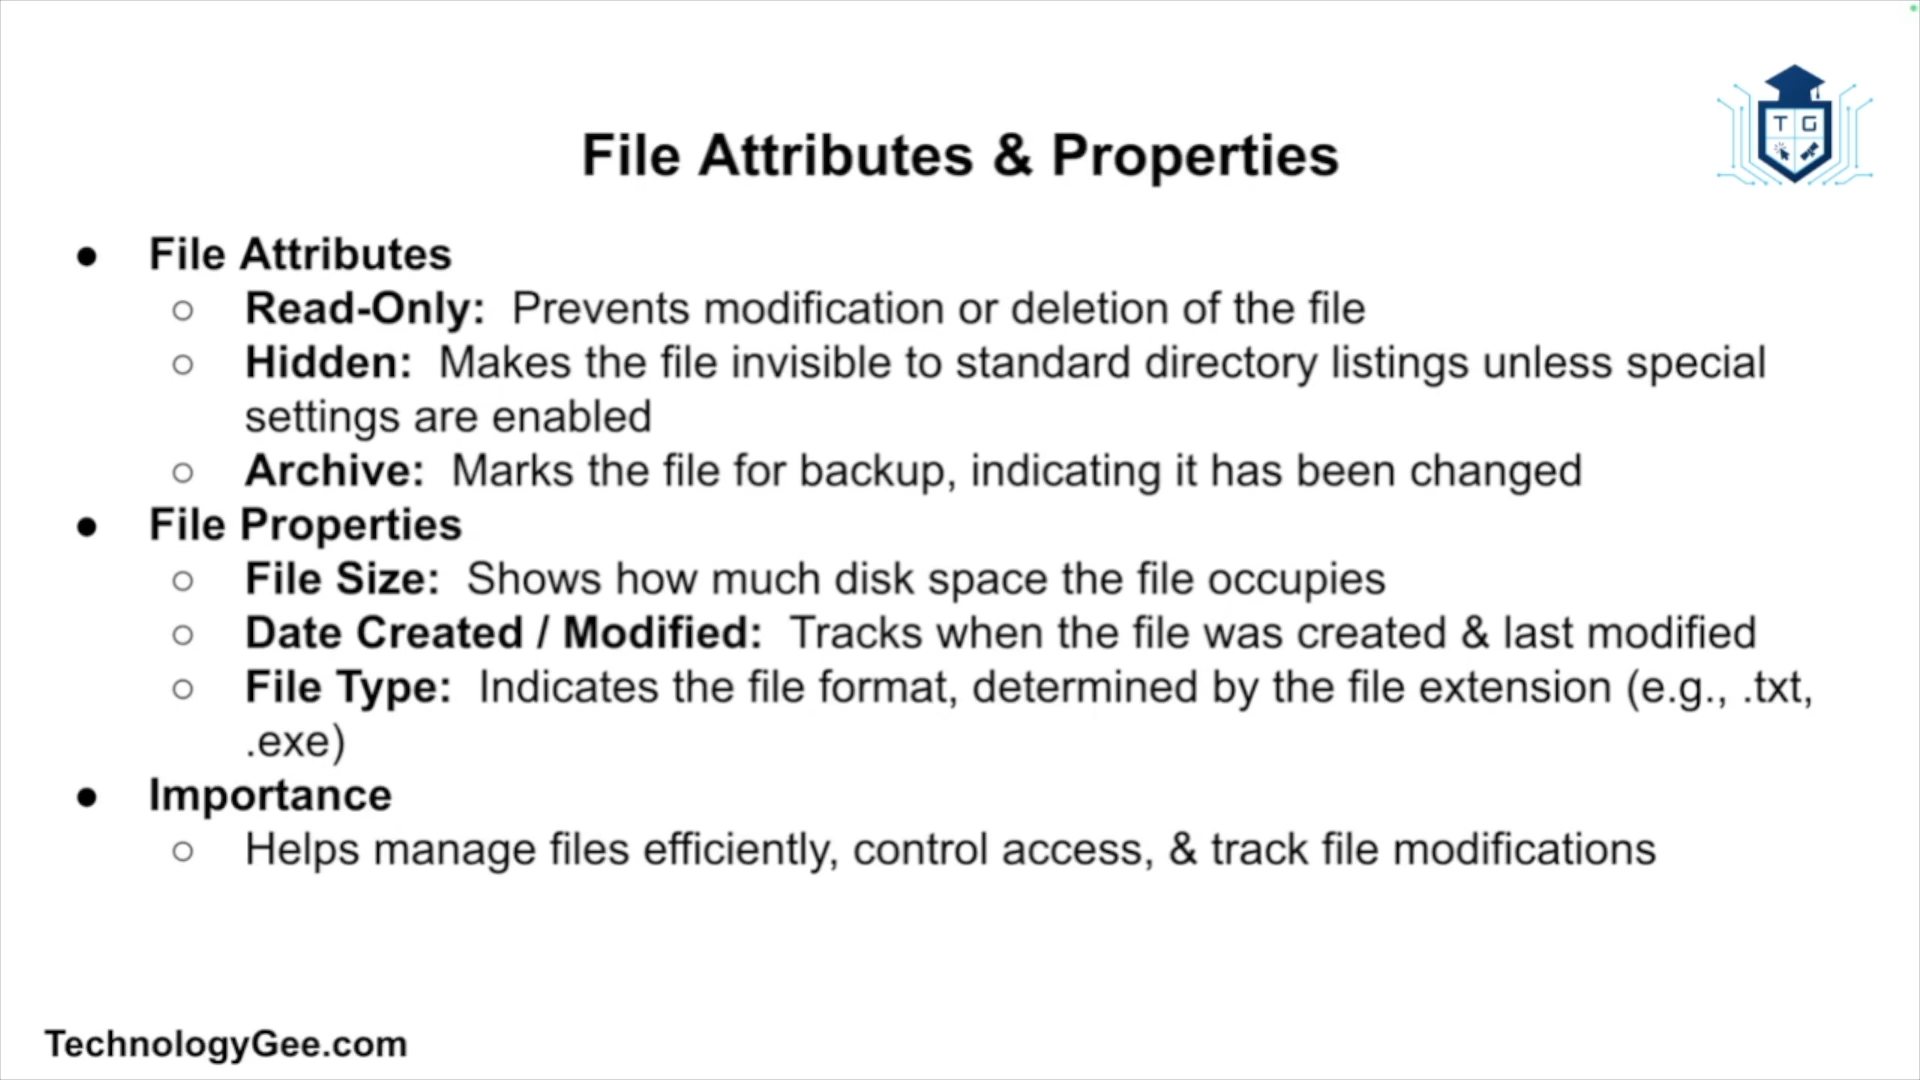 T G
File Attributes & Properties
● File Attributes
○ Read-Only: Prevents modification or deletion of the file
○ Hidden: Makes the file invisible to standard directory listings unless special
settings are enabled
○ Archive: Marks the file for backup, indicating it has been changed
● File Properties
○ File Size: Shows how much disk space the file occupies
○ Date Created / Modified: Tracks when the file was created & last modified
○ File Type: Indicates the file format, determined by the file extension (e.g., .txt,
.exe)
● Importance
○ Helps manage files efficiently, control access, & track file modifications
TechnologyGee.com